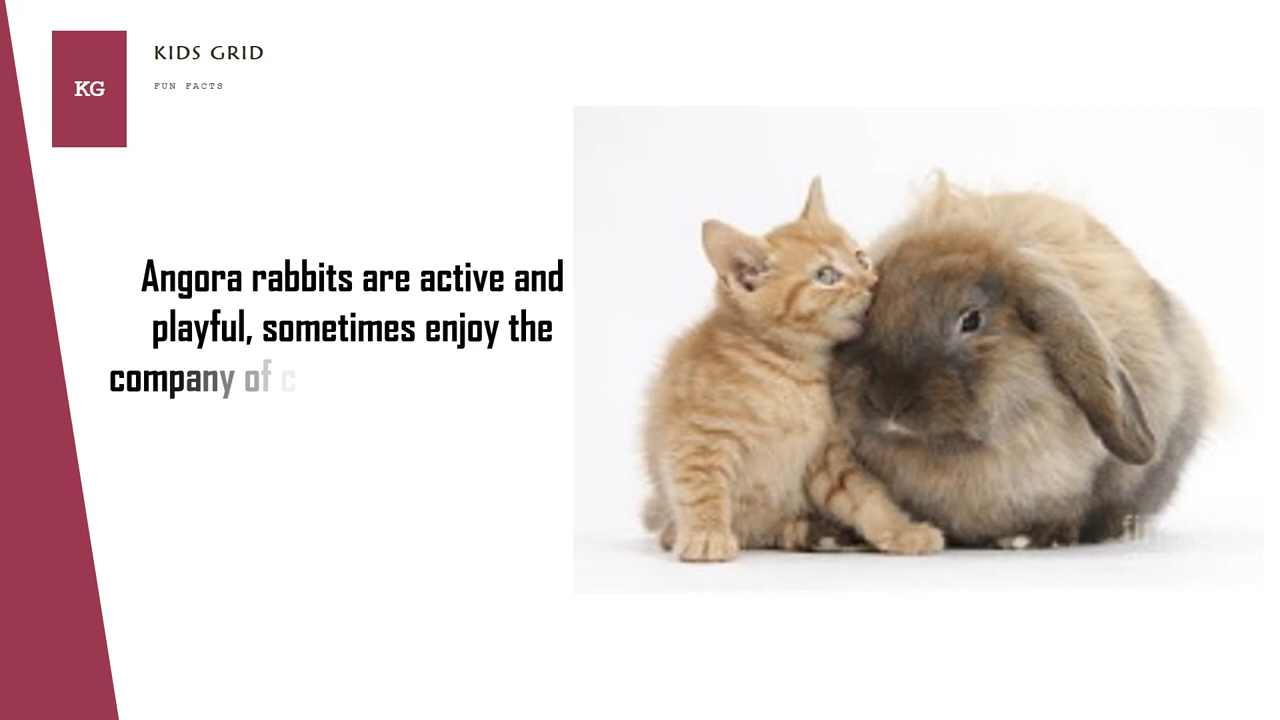 KG
KIDS GRID
FUN FACTS
Angora rabbits are active and
playful, sometimes enjoy the
company of c